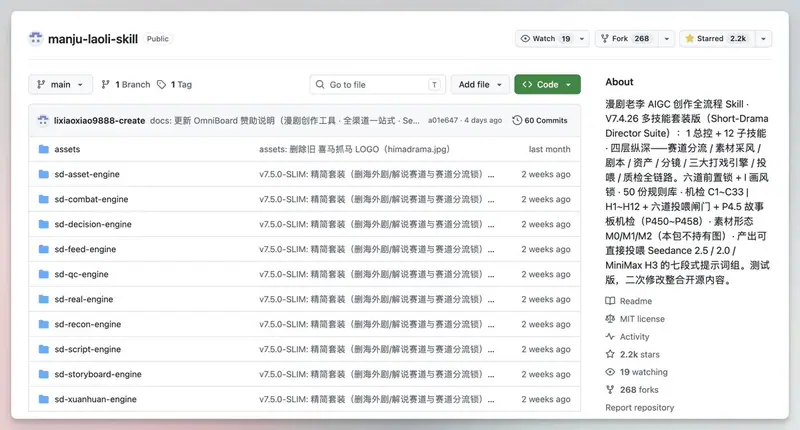 manju-laoli-skill Public
Watch 19 Fork 268 Starred 2.2k
main 1 Branch 1 Tag Go to file T Add file Code
lixiaoxiao9888-create docs: 更新 OmniBoard 赞助说明（漫剧创作工具 · 全渠道一站式 · Se... a01e647 · 4 days ago 60 Commits
assets assets: 删除旧 喜马抓马 LOGO（himadrama.jpg） last month
sd-asset-engine v7.5.0-SLIM: 精简套装（删海外剧/解说赛道与赛道分流锁）... 2 weeks ago
sd-combat-engine v7.5.0-SLIM: 精简套装（删海外剧/解说赛道与赛道分流锁）... 2 weeks ago
sd-decision-engine v7.5.0-SLIM: 精简套装（删海外剧/解说赛道与赛道分流锁）... 2 weeks ago
sd-feed-engine v7.5.0-SLIM: 精简套装（删海外剧/解说赛道与赛道分流锁）... 2 weeks ago
sd-qc-engine v7.5.0-SLIM: 精简套装（删海外剧/解说赛道与赛道分流锁）... 2 weeks ago
sd-real-engine v7.5.0-SLIM: 精简套装（删海外剧/解说赛道与赛道分流锁）... 2 weeks ago
sd-recon-engine v7.5.0-SLIM: 精简套装（删海外剧/解说赛道与赛道分流锁）... 2 weeks ago
sd-script-engine v7.5.0-SLIM: 精简套装（删海外剧/解说赛道与赛道分流锁）... 2 weeks ago
sd-storyboard-engine v7.5.0-SLIM: 精简套装（删海外剧/解说赛道与赛道分流锁）... 2 weeks ago
sd-xuanhuan-engine v7.5.0-SLIM: 精简套装（删海外剧/解说赛道与赛道分流锁）... 2 weeks ago
About
漫剧老李 AIGC 创作全流程 Skill ·
V7.4.26 多技能套装版（Short-Drama
Director Suite）：1 总控 + 12 子技能
· 四层纵深——赛道分流 / 素材采风 /
剧本 / 资产 / 分镜 / 三大打戏引擎 / 投
喂 / 质检全链路。六道前置锁 + I 画风
锁 · 50 份规则库 · 机检 C1~C33 |
H1~H12 + 六道投喂闸门 + P4.5 故事
板机检（P450~P458）· 素材形态
M0/M1/M2（本包不持有图）· 产出可
直接投喂 Seedance 2.5 / 2.0 /
MiniMax H3 的七段式提示词组。测试
版，二次修改整合开源内容。
Readme
MIT license
Activity
2.2k stars
19 watching
268 forks
Report repository